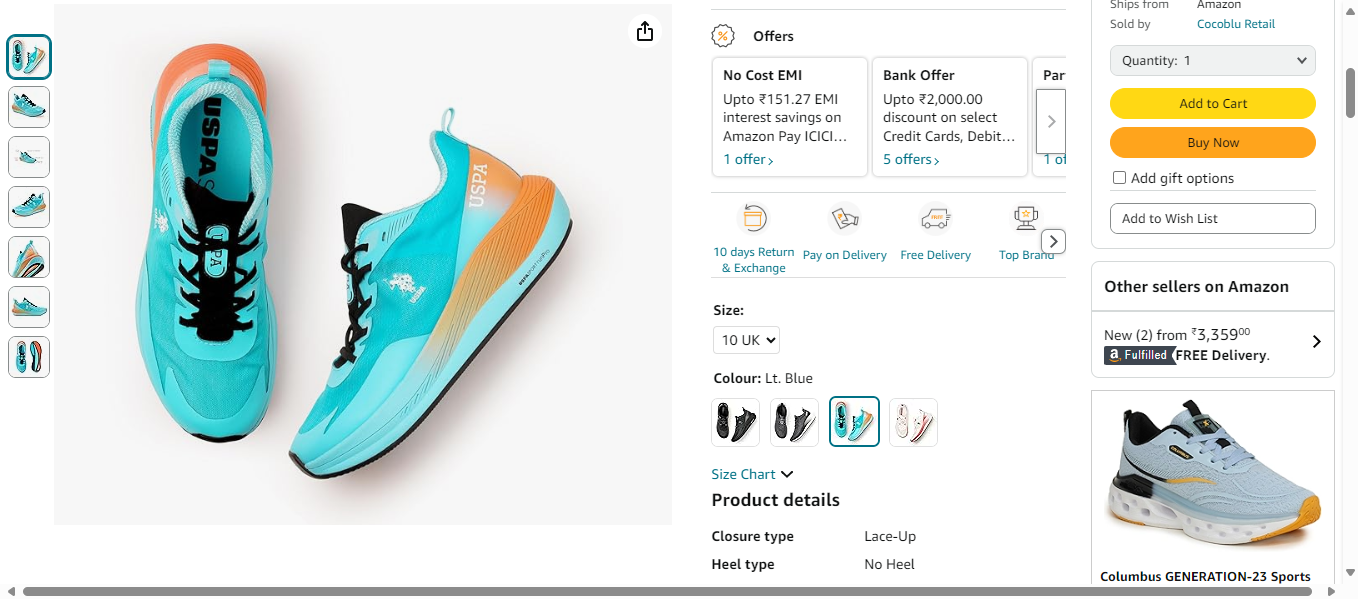 USPA
USPA
USPA
Offers
No Cost EMI
Upto ₹151.27 EMI
interest savings on
Amazon Pay ICICI…
1 offer ›
Bank Offer
Upto ₹2,000.00
discount on select
Credit Cards, Debit…
5 offers ›
Par
1 of
10 days Return
& Exchange
Pay on Delivery
FREE
Free Delivery
Top Brand
Size:
10 UK
Colour: Lt. Blue
Size Chart
Product details
Closure type
Lace-Up
Heel type
No Heel
Ships from
Amazon
Sold by
Cocoblu Retail
Quantity: 1
Add to Cart
Buy Now
Add gift options
Add to Wish List
Other sellers on Amazon
New (2) from ₹3,35900
a Fulfilled FREE Delivery.
COLUMBUS
Columbus GENERATION-23 Sports